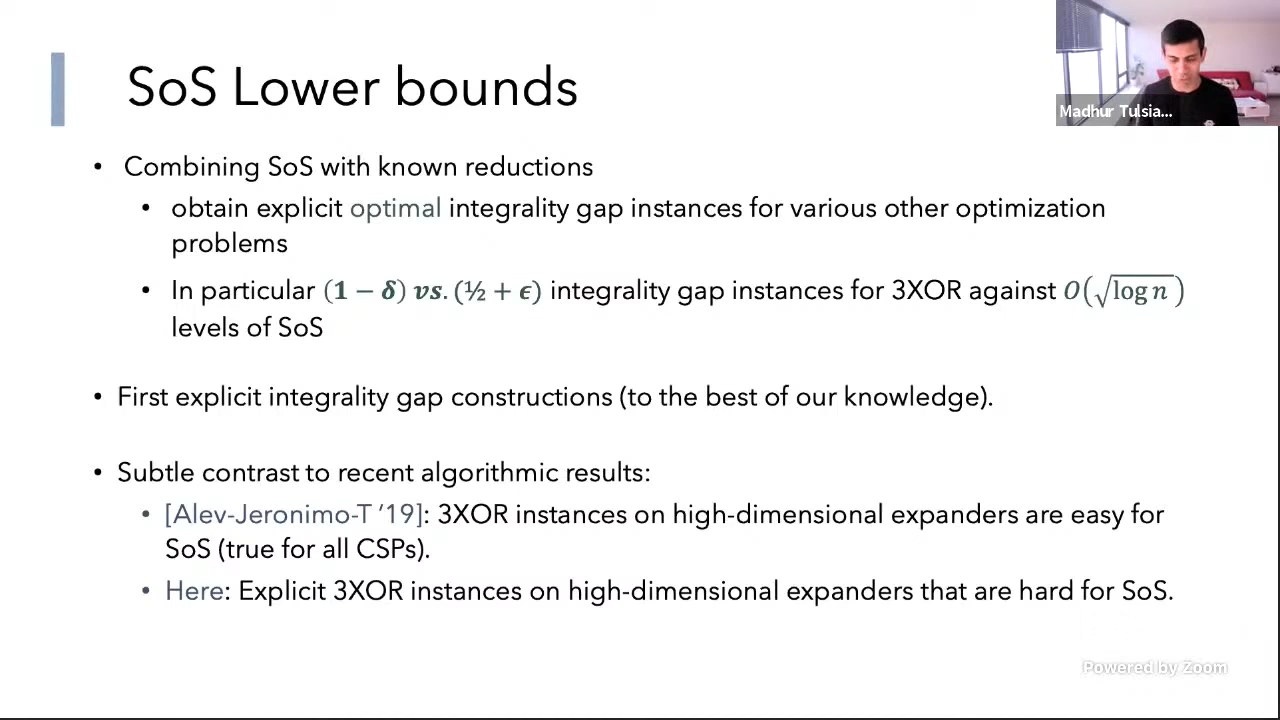 SoS Lower bounds
Madhur Tulsia...
• Combining SoS with known reductions
• obtain explicit optimal integrality gap instances for various other optimization
problems
• In particular (1 − δ) vs. (½ + ϵ) integrality gap instances for 3XOR against O(√log n)
levels of SoS
• First explicit integrality gap constructions (to the best of our knowledge).
• Subtle contrast to recent algorithmic results:
• [Alev-Jeronimo-T ’19]: 3XOR instances on high-dimensional expanders are easy for
SoS (true for all CSPs).
• Here: Explicit 3XOR instances on high-dimensional expanders that are hard for SoS.
Powered by Zoom